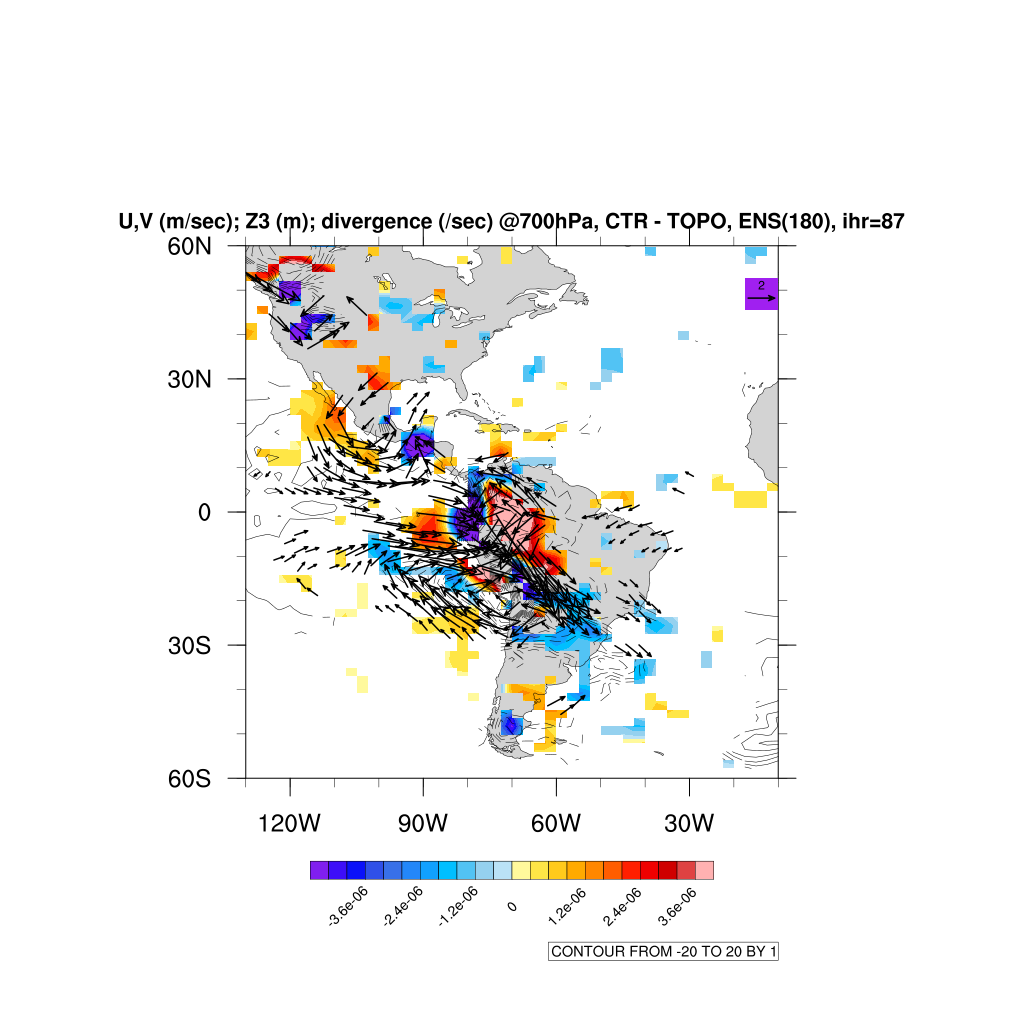 U,V (m/sec); Z3 (m); divergence (/sec) @700hPa, CTR - TOPO, ENS(180), ihr=87
60N
2
30N
0
30S
60S
120W 90W 60W 30W
-3.6e-06 -2.4e-06 -1.2e-06 0 1.2e-06 2.4e-06 3.6e-06
CONTOUR FROM -20 TO 20 BY 1